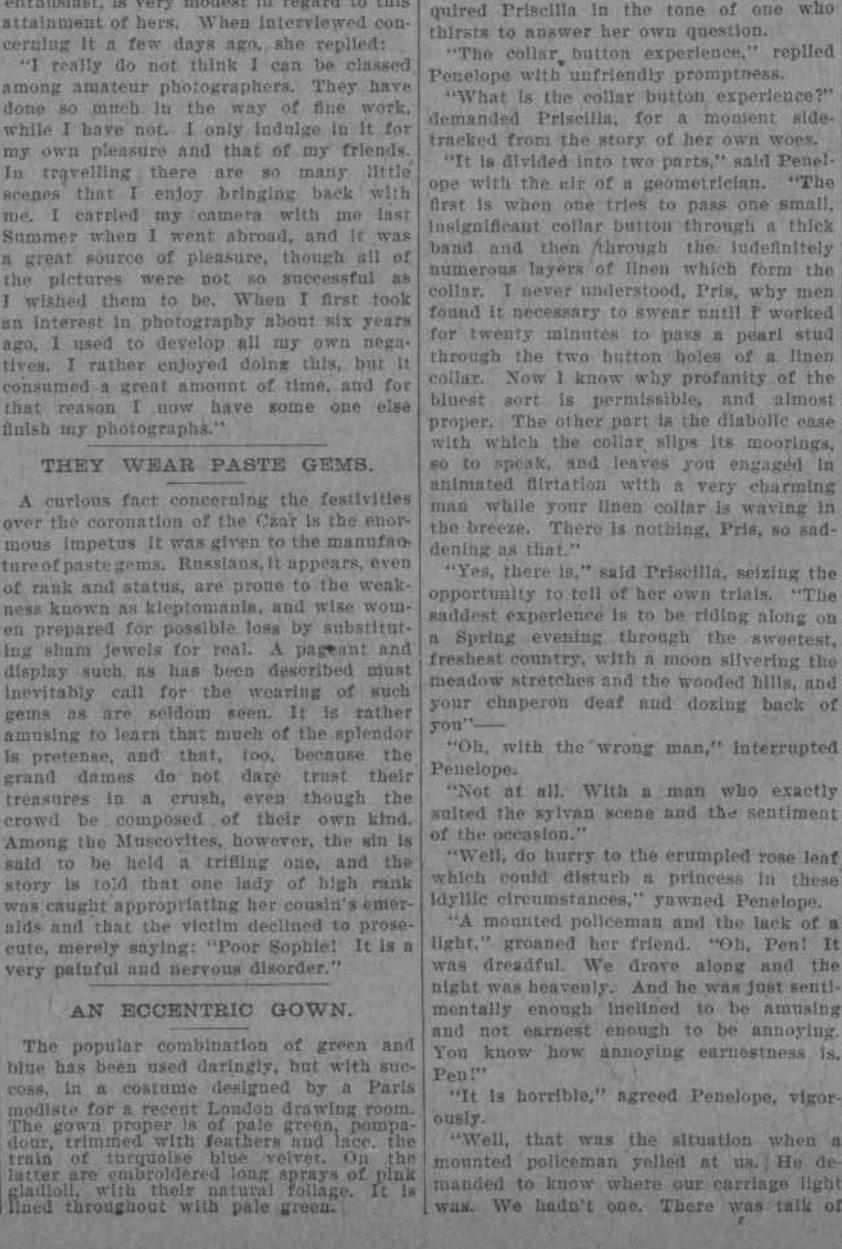 enthusiast, is very modest in regard to this
attainment of hers. When interviewed con-
cerning it a few days ago, she replied:
"I really do not think I can be classed
among amateur photographers. They have
done so much in the way of fine work,
while I have not. I only indulge in it for
my own pleasure and that of my friends.
In travelling there are so many little
scenes that I enjoy bringing back with
me. I carried my camera with me last
Summer when I went abroad, and it was
a great source of pleasure, though all of
the pictures were not so successful as
I wished them to be. When I first took
an interest in photography about six years
ago, I used to develop all my own nega-
tives. I rather enjoyed doing this, but it
consumed a great amount of time, and for
that reason I now have some one else
finish my photographs."
THEY WEAR PASTE GEMS.
A curious fact concerning the festivities
over the coronation of the Czar is the enor-
mous impetus it was given to the manufac-
ture of paste gems. Russians, it appears, even
of rank and status, are prone to the weak-
ness known as kleptomania, and wise wom-
en prepared for possible loss by substitut-
ing sham jewels for real. A pageant and
display such as has been described must
inevitably call for the wearing of such
gems as are seldom seen. It is rather
amusing to learn that much of the splendor
is pretense, and that, too, because the
grand dames do not dare trust their
treasures in a crush, even though the
crowd be composed of their own kind.
Among the Muscovites, however, the sin is
said to be held a trifling one, and the
story is told that one lady of high rank
was caught appropriating her cousin's emer-
alds and that the victim declined to prose-
cute, merely saying: "Poor Sophie! It is a
very painful and nervous disorder."
AN ECCENTRIC GOWN.
The popular combination of green and
blue has been used daringly, but with suc-
cess, in a costume designed by a Paris
modiste for a recent London drawing room.
The gown proper is of pale green, pompa-
dour, trimmed with feathers and lace, the
train of turquoise blue velvet. On the
latter are embroidered long sprays of pink
gladioli, with their natural foliage. It is
lined throughout with pale green.
quired Priscilla in the tone of one who
thirsts to answer her own question.
"The collar button experience," replied
Penelope with unfriendly promptness.
"What is the collar button experience?"
demanded Priscilla, for a moment side-
tracked from the story of her own woes.
"It is divided into two parts," said Penel-
ope with the air of a geometrician. "The
first is when one tries to pass one small,
insignificant collar button through a thick
band and then through the indefinitely
numerous layers of linen which form the
collar. I never understood, Pris, why men
found it necessary to swear until I worked
for twenty minutes to pass a pearl stud
through the two button holes of a linen
collar. Now I know why profanity of the
bluest sort is permissible, and almost
proper. The other part is the diabolic ease
with which the collar slips its moorings,
so to speak, and leaves you engaged in
animated flirtation with a very charming
man while your linen collar is waving in
the breeze. There is nothing, Pris, so sad-
dening as that."
"Yes, there is," said Priscilla, seizing the
opportunity to tell of her own trials. "The
saddest experience is to be riding along on
a Spring evening through the sweetest,
freshest country, with a moon silvering the
meadow stretches and the wooded hills, and
your chaperon deaf and dozing back of
you"—
"Oh, with the wrong man," interrupted
Penelope.
"Not at all. With a man who exactly
suited the sylvan scene and the sentiment
of the occasion."
"Well, do hurry to the crumpled rose leaf
which could disturb a princess in these
idyllic circumstances," yawned Penelope.
"A mounted policeman and the lack of a
light," groaned her friend. "Oh, Pen! It
was dreadful. We drove along and the
night was heavenly. And he was just senti-
mentally enough inclined to be amusing
and not earnest enough to be annoying.
You know how annoying earnestness is,
Pen!"
"It is horrible," agreed Penelope, vigor-
ously.
"Well, that was the situation when a
mounted policeman yelled at us. He de-
manded to know where our carriage light
was. We hadn't one. There was talk of